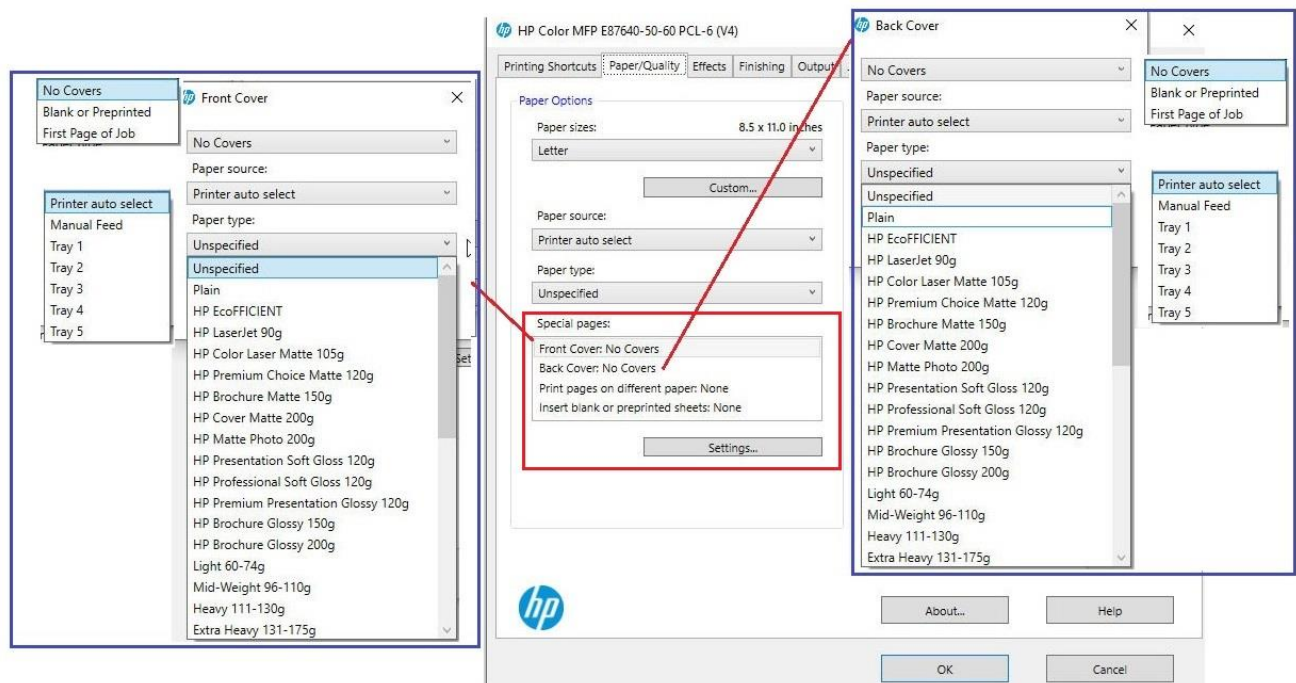 No Covers
Blank or Preprinted
First Page of Job
Printer auto select
Manual Feed
Tray 1
Tray 2
Tray 3
Tray 4
Tray 5
Front Cover
No Covers
Paper source:
Printer auto select
Paper type:
Unspecified
Unspecified
Plain
HP EcoFFICIENT
HP LaserJet 90g
HP Color Laser Matte 105g
HP Premium Choice Matte 120g
HP Brochure Matte 150g
HP Cover Matte 200g
HP Matte Photo 200g
HP Presentation Soft Gloss 120g
HP Professional Soft Gloss 120g
HP Premium Presentation Glossy 120g
HP Brochure Glossy 150g
HP Brochure Glossy 200g
Light 60-74g
Mid-Weight 96-110g
Heavy 111-130g
Extra Heavy 131-175g
Set
HP Color MFP E87640-50-60 PCL-6 (V4)
Printing Shortcuts Paper/Quality Effects Finishing Output
Paper Options
Paper sizes: 8.5 x 11.0 inches
Letter
Custom...
Paper source:
Printer auto select
Paper type:
Unspecified
Special pages:
Front Cover: No Covers
Back Cover: No Covers
Print pages on different paper: None
Insert blank or preprinted sheets: None
Settings...
hp
About... Help
OK Cancel
Back Cover
No Covers
Paper source:
Printer auto select
Paper type:
Unspecified
Unspecified
Plain
HP EcoFFICIENT
HP LaserJet 90g
HP Color Laser Matte 105g
HP Premium Choice Matte 120g
HP Brochure Matte 150g
HP Cover Matte 200g
HP Matte Photo 200g
HP Presentation Soft Gloss 120g
HP Professional Soft Gloss 120g
HP Premium Presentation Glossy 120g
HP Brochure Glossy 150g
HP Brochure Glossy 200g
Light 60-74g
Mid-Weight 96-110g
Heavy 111-130g
Extra Heavy 131-175g
No Covers
Blank or Preprinted
First Page of Job
Printer auto select
Manual Feed
Tray 1
Tray 2
Tray 3
Tray 4
Tray 5